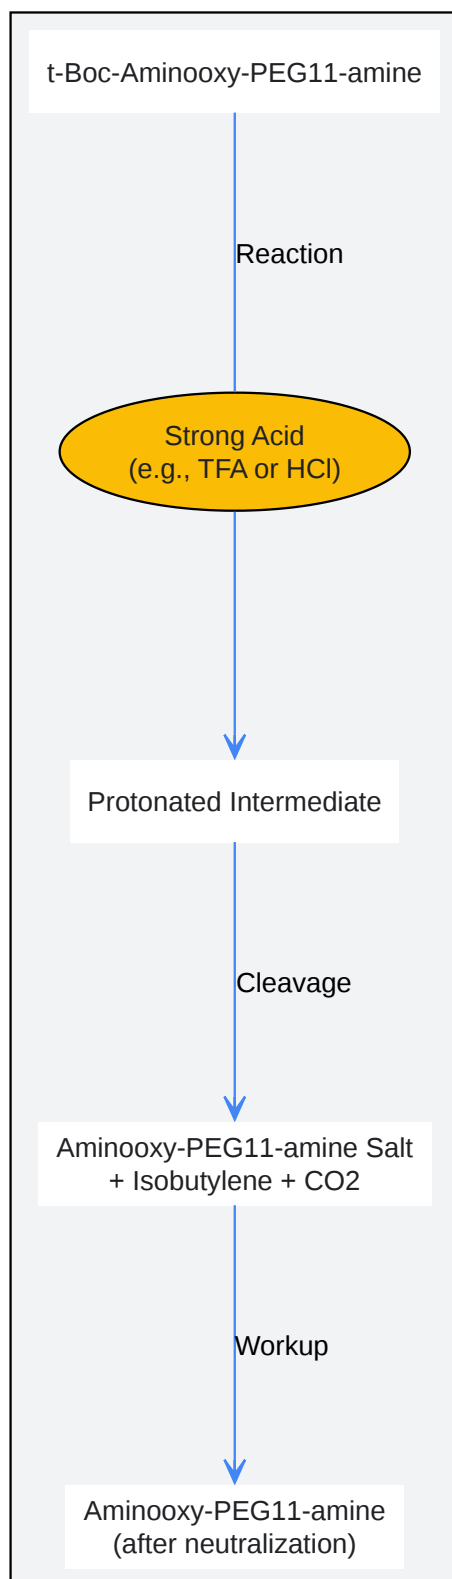 t-Boc-Aminooxy-PEG11-amine
Reaction
Strong Acid
(e.g., TFA or HCl)
Protonated Intermediate
Cleavage
Aminooxy-PEG11-amine Salt
+ Isobutylene + CO2
Workup
Aminooxy-PEG11-amine
(after neutralization)